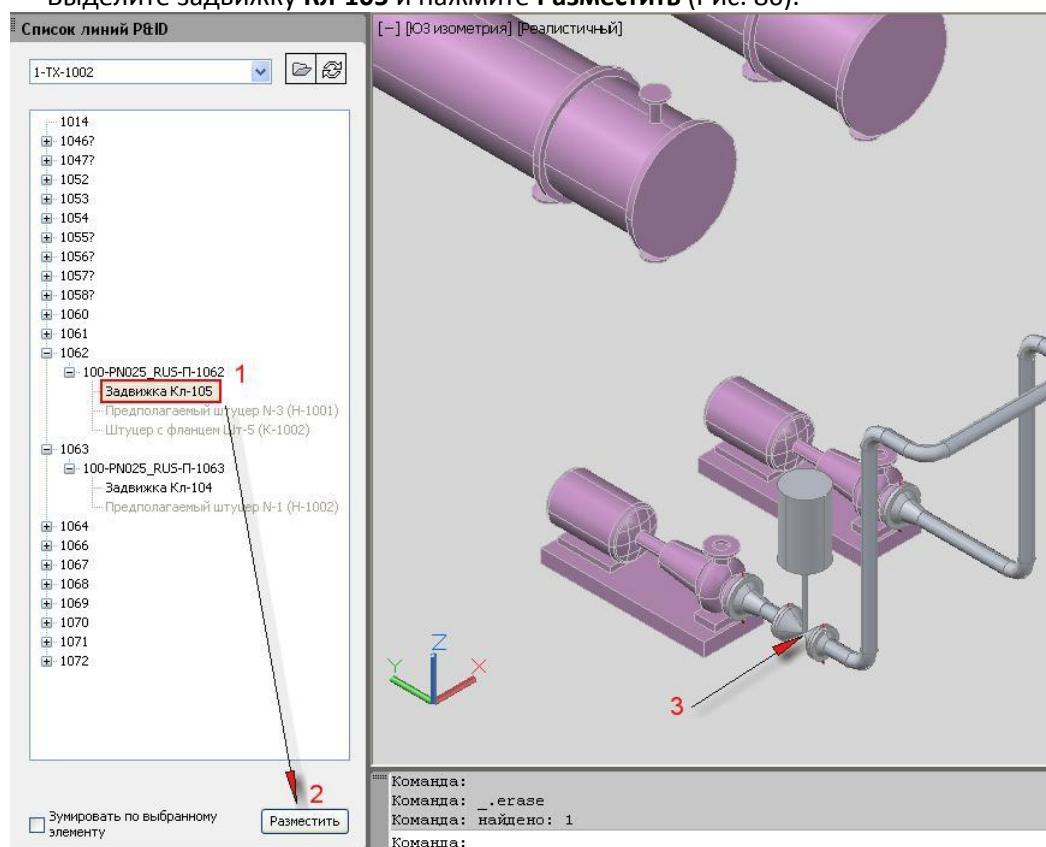 Выделите задвижку Кл-105 и нажмите Разместить (Рис. 86).
Список линий P&ID
1-ТХ-1002
1014
1046?
1047?
1052
1053
1054
1055?
1056?
1057?
1058?
1060
1061
1062
100-PN025_RUS-П-1062
1
Задвижка Кл-105
Предполагаемый штуцер N-3 (Н-1001)
Штуцер с фланцем Шт-5 (К-1002)
1063
100-PN025_RUS-П-1063
Задвижка Кл-104
Предполагаемый штуцер N-1 (Н-1002)
1064
1066
1067
1068
1069
1070
1071
1072
2
Зумировать по выбранному
элементу
Разместить
[−] [ЮЗ изометрия] [Реалистичный]
Z
Y
X
3
Команда:
Команда: _.erase
Команда: найдено: 1
Команда: